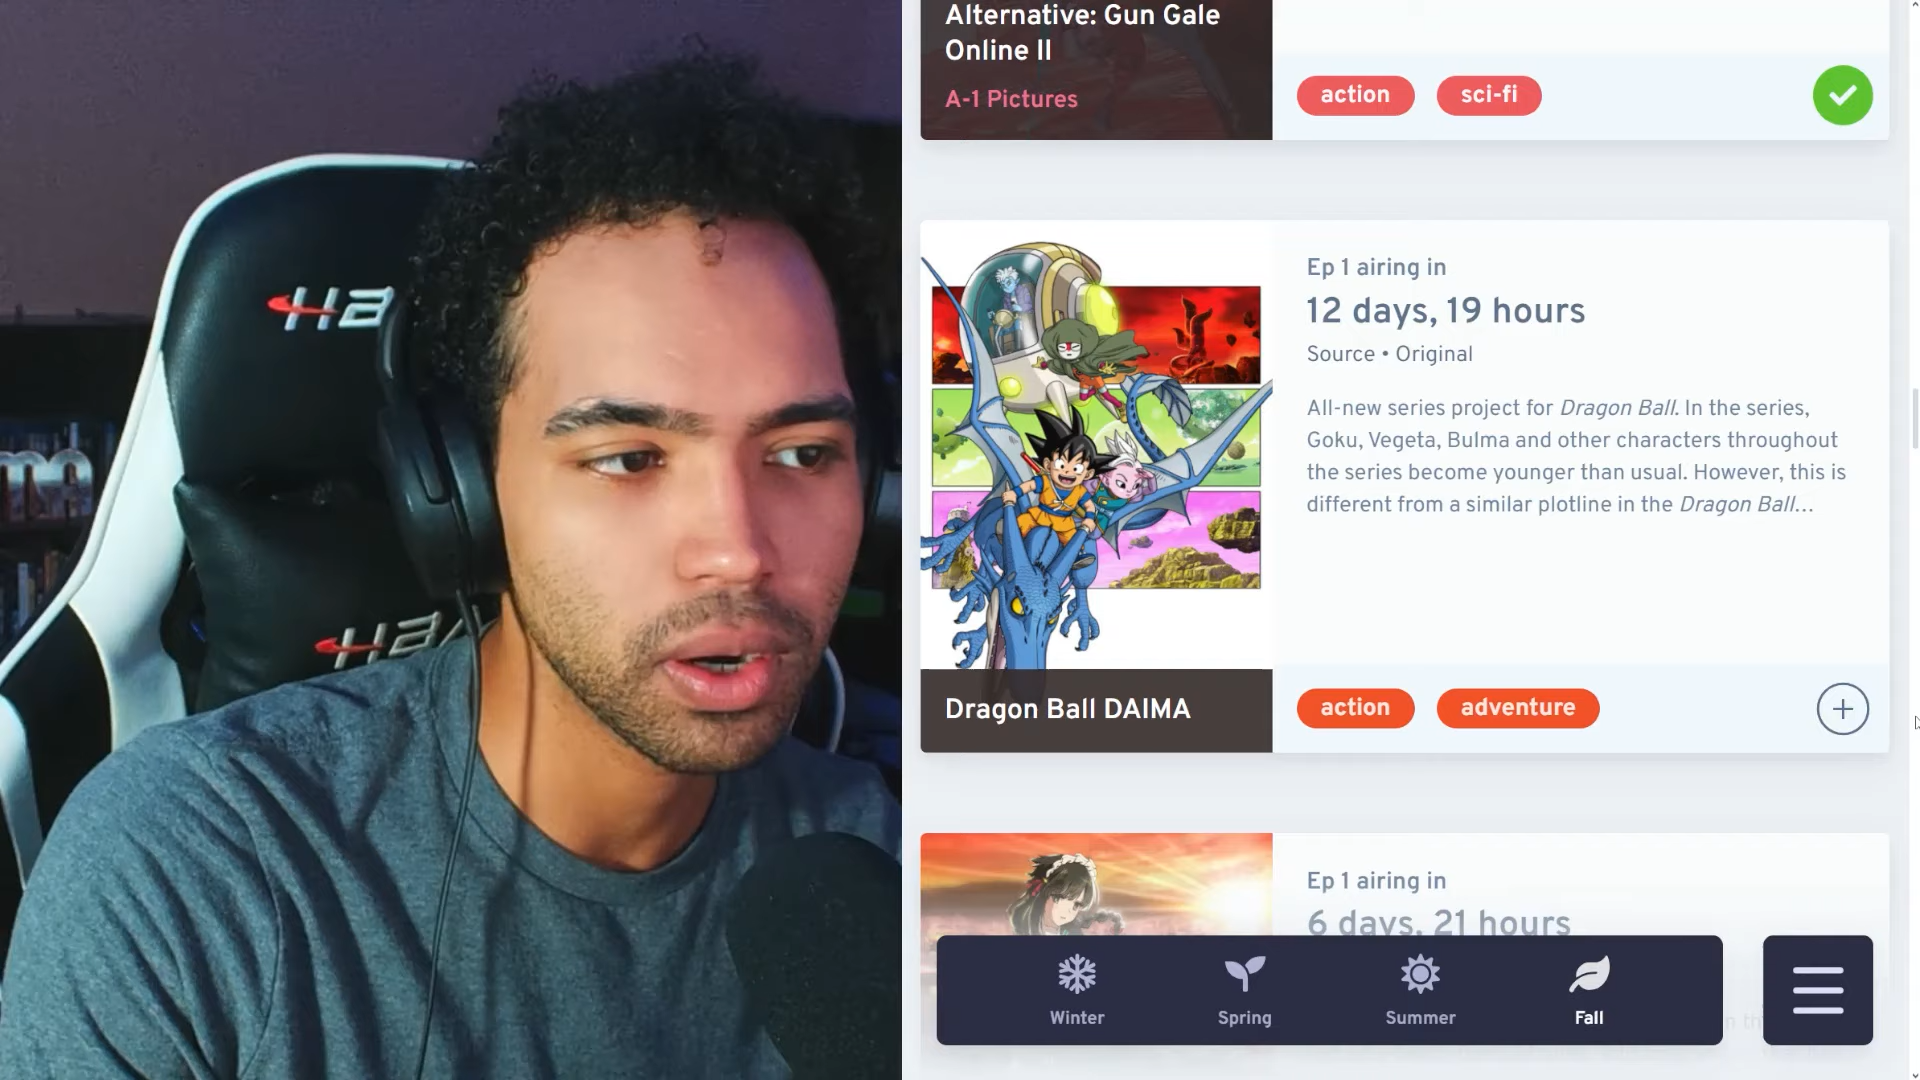 Alternative: Gun Gale
Online II
A-1 Pictures
action
sci-fi
Ep 1 airing in
12 days, 19 hours
Source • Original
All-new series project for Dragon Ball. In the series,
Goku, Vegeta, Bulma and other characters throughout
the series become younger than usual. However, this is
different from a similar plotline in the Dragon Ball...
Dragon Ball DAIMA
action
adventure
Ep 1 airing in
6 days, 21 hours
Winter
Spring
Summer
Fall